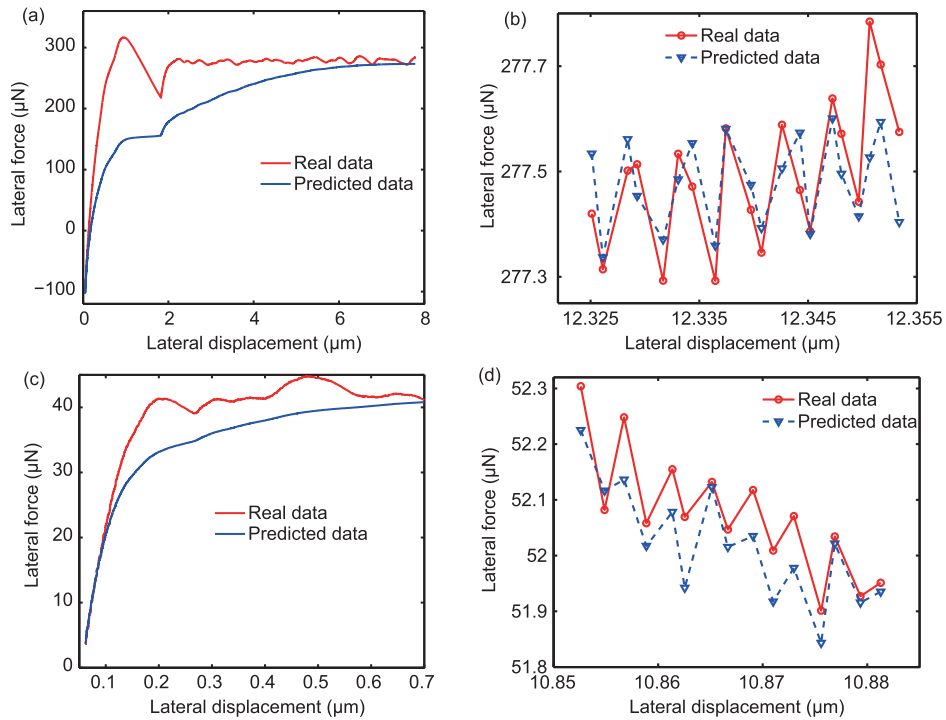 (a)
Lateral force (μN)
300
200
100
0
−100
Real data
Predicted data
0
2
4
6
8
Lateral displacement (μm)
(b)
Lateral force (μN)
277.7
277.5
277.3
Real data
Predicted data
12.325
12.335
12.345
12.355
Lateral displacement (μm)
(c)
Lateral force (μN)
40
30
20
10
0
Real data
Predicted data
0.1
0.2
0.3
0.4
0.5
0.6
0.7
Lateral displacement (μm)
(d)
Lateral force (μN)
52.3
52.2
52.1
52
51.9
51.8
Real data
Predicted data
10.85
10.86
10.87
10.88
Lateral displacement (μm)